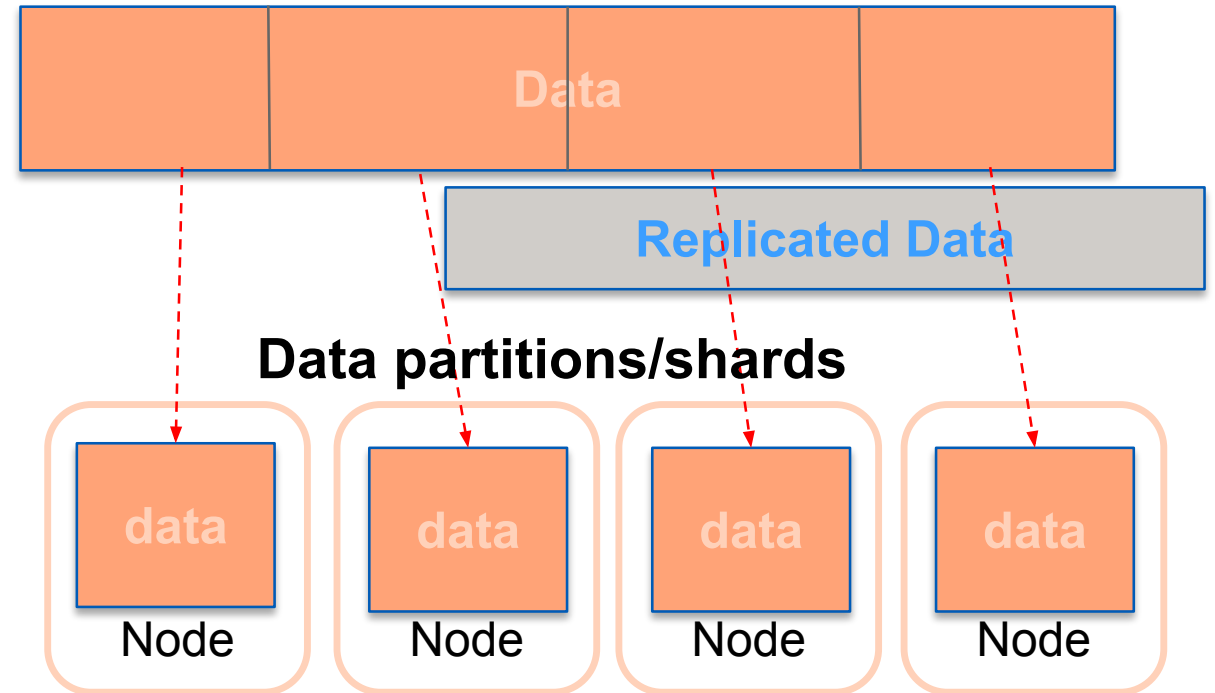 Data
Replicated Data
Data partitions/shards
data
data
data
data
Node
Node
Node
Node